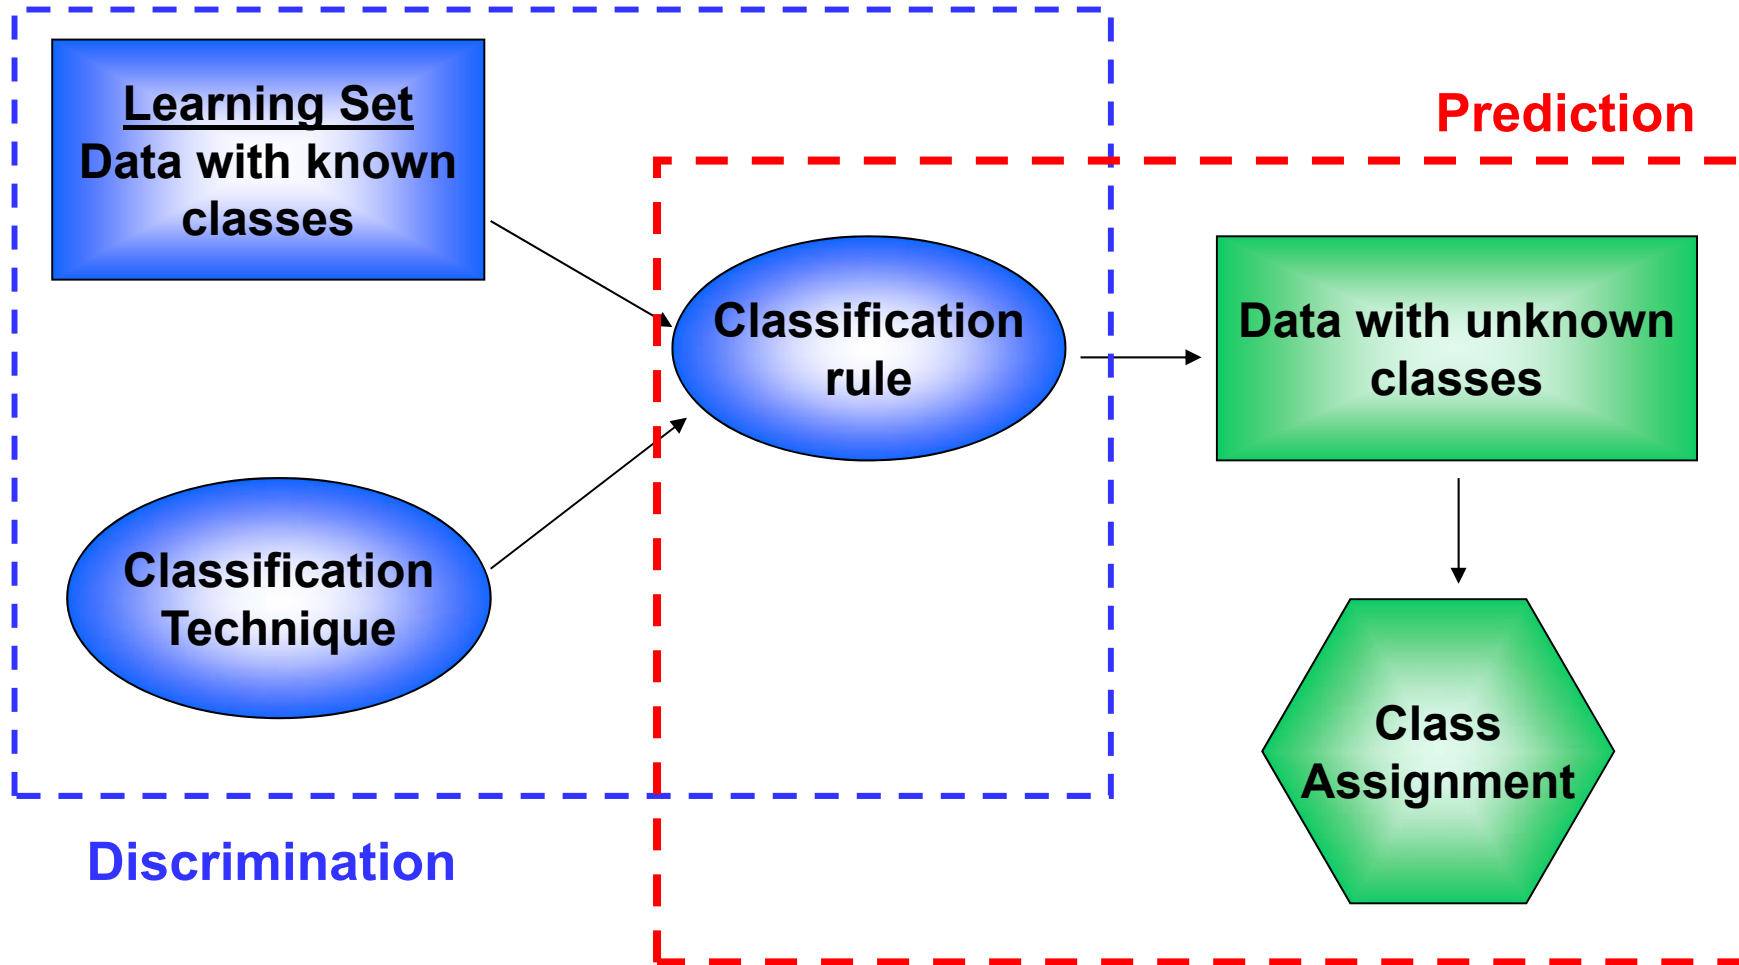 Learning Set
Data with known
classes
Prediction
Classification
rule
Data with unknown
classes
Classification
Technique
Class
Assignment
Discrimination